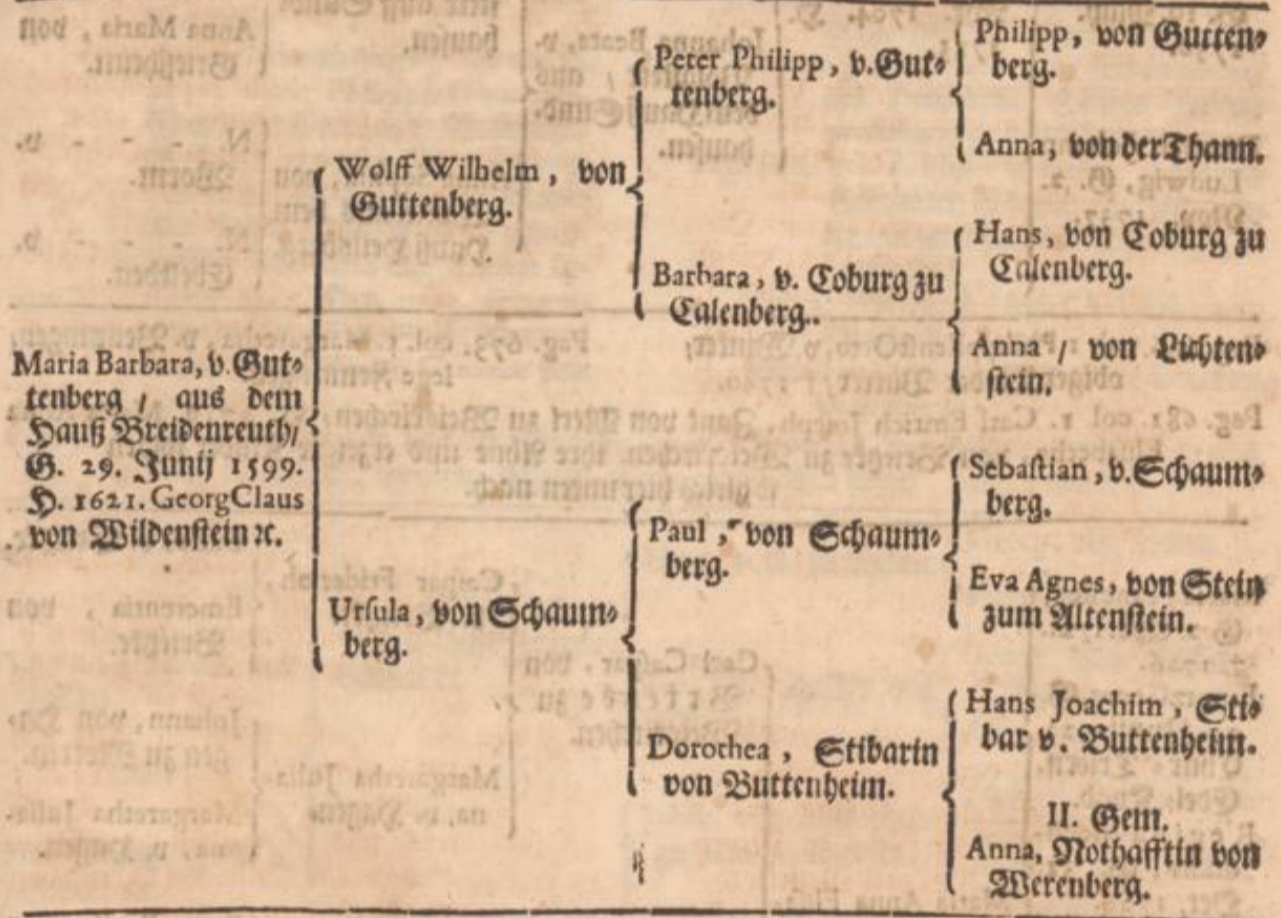 Maria Barbara, v. Gut⸗
tenberg / aus dem
Hauß Breidenreuth /
G. 29. Junij 1599.
H. 1621. Georg Claus
von Wildenstein ꝛc.
Wolff Wilhelm, von
Guttenberg.
Peter Philipp, v. Gut⸗
tenberg.
Philipp, von Gutten⸗
berg.
Anna, von der Thann.
Barbara, v. Coburg zu
Calenberg..
Hans, von Coburg zu
Calenberg.
Anna / von Lichten⸗
stein.
Ursula, von Schaum⸗
berg.
Paul, von Schaum⸗
berg.
Sebastian, v. Schaum⸗
berg.
Eva Agnes, von Stein
zum Altenstein.
Dorothea, Stibarin
von Buttenheim.
Hans Joachim, Sti⸗
bar v. Buttenheim.
II. Gem.
Anna, Nothafftin von
Werenberg.